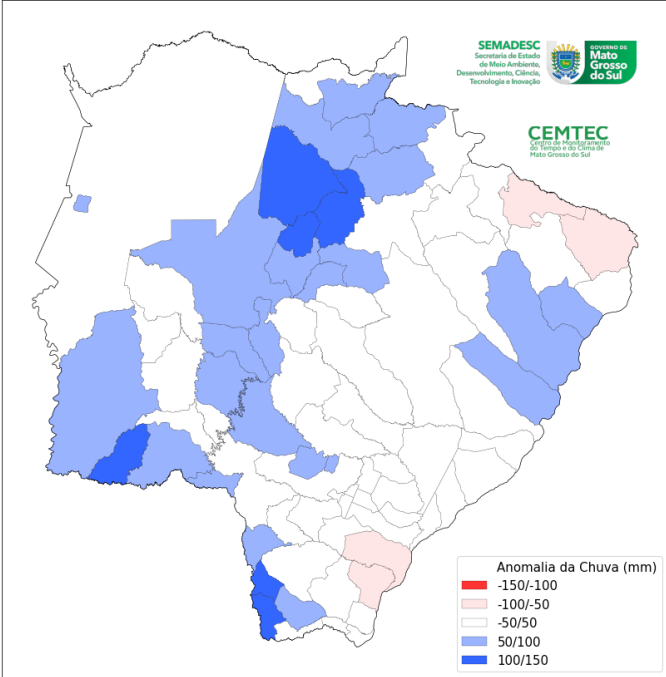 SEMADESC
Secretaria de Estado
de Meio Ambiente,
Desenvolvimento, Ciência,
Tecnologia e Inovação
GOVERNO DE
Mato
Grosso
do Sul
CEMTEC
Centro de Monitoramento
do Tempo e do Clima de
Mato Grosso do Sul
Anomalia da Chuva (mm)
-150/-100
-100/-50
-50/50
50/100
100/150